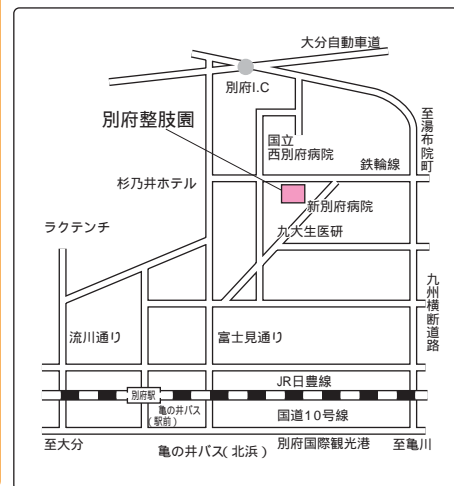 大分自動車道
別府I.C
別府整肢園
国立
西別府病院
至湯布院町
鉄輪線
杉乃井ホテル
新別府病院
ラクテンチ
九大生医研
九州横断道路
流川通り
富士見通り
JR日豊線
別府駅
亀の井バス
(駅前)
国道10号線
至大分
亀の井バス(北浜)
別府国際観光港
至亀川